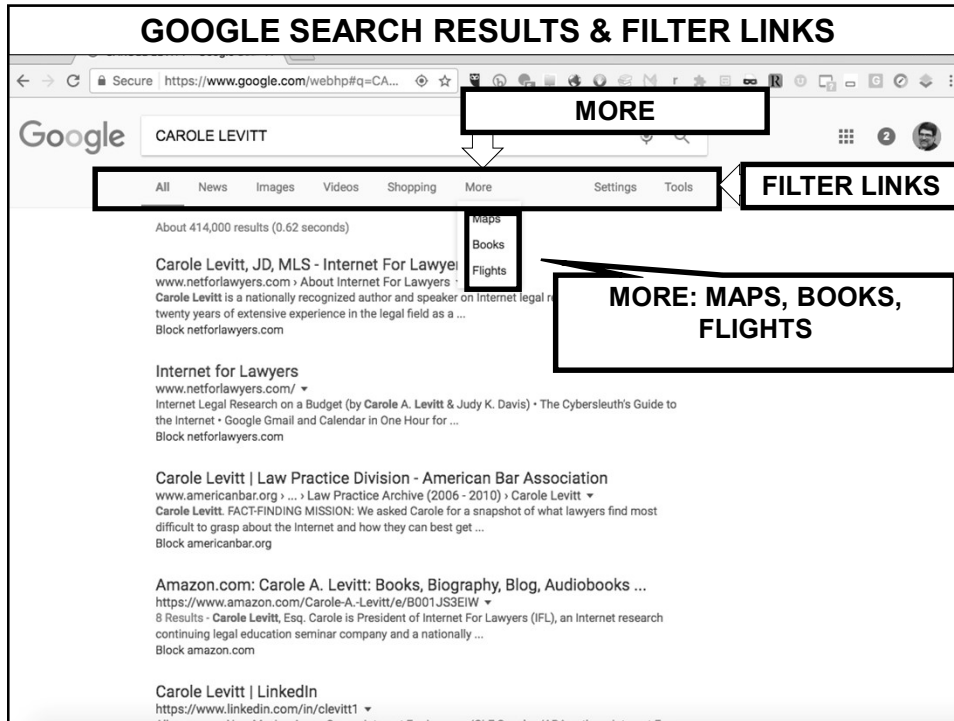 GOOGLE SEARCH RESULTS & FILTER LINKS
Secure https://www.google.com/webhp#q=CA...
MORE
Google CAROLE LEVITT 2
All News Images Videos Shopping More Settings Tools
FILTER LINKS
About 414,000 results (0.62 seconds)
Maps
Books
Flights
MORE: MAPS, BOOKS,
FLIGHTS
Carole Levitt, JD, MLS - Internet For Lawye
www.netforlawyers.com › About Internet For Lawyers
Carole Levitt is a nationally recognized author and speaker on Internet legal
twenty years of extensive experience in the legal field as a ...
Block netforlawyers.com
Internet for Lawyers
www.netforlawyers.com/
Internet Legal Research on a Budget (by Carole A. Levitt & Judy K. Davis) • The Cybersleuth's Guide to
the Internet • Google Gmail and Calendar in One Hour for ...
Block netforlawyers.com
Carole Levitt | Law Practice Division - American Bar Association
www.americanbar.org › ... › Law Practice Archive (2006 - 2010) › Carole Levitt
Carole Levitt. FACT-FINDING MISSION: We asked Carole for a snapshot of what lawyers find most
difficult to grasp about the Internet and how they can best get ...
Block americanbar.org
Amazon.com: Carole A. Levitt: Books, Biography, Blog, Audiobooks ...
https://www.amazon.com/Carole-A.-Levitt/e/B001JS3EIW
8 Results - Carole Levitt, Esq. Carole is President of Internet For Lawyers (IFL), an Internet research
continuing legal education seminar company and a nationally ...
Block amazon.com
Carole Levitt | LinkedIn
https://www.linkedin.com/in/clevitt1